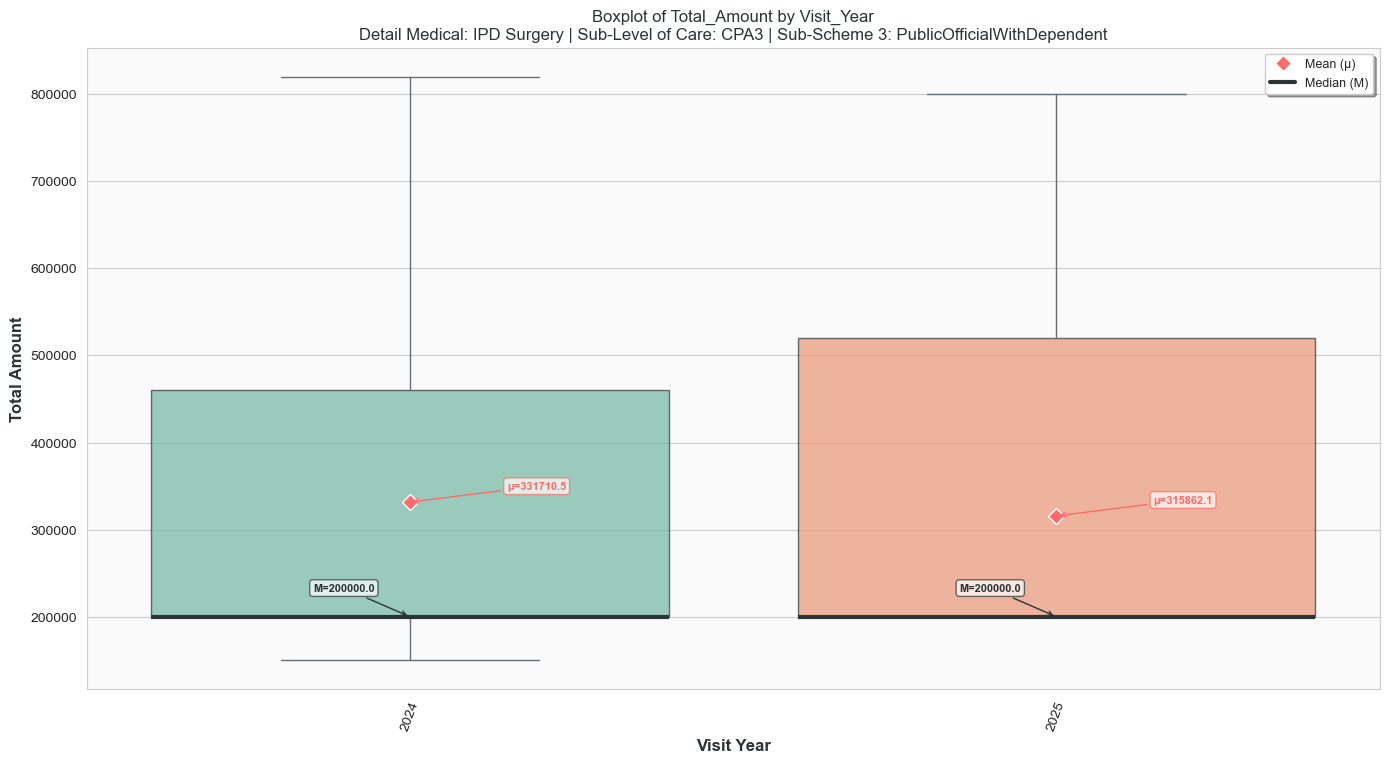 Boxplot of Total_Amount by Visit_Year
Detail Medical: IPD Surgery | Sub-Level of Care: CPA3 | Sub-Scheme 3: PublicOfficialWithDependent
Mean (μ)
Median (M)
Total Amount
800000
700000
600000
500000
400000
300000
200000
μ=331710.5
M=200000.0
μ=315862.1
M=200000.0
2024
2025
Visit Year